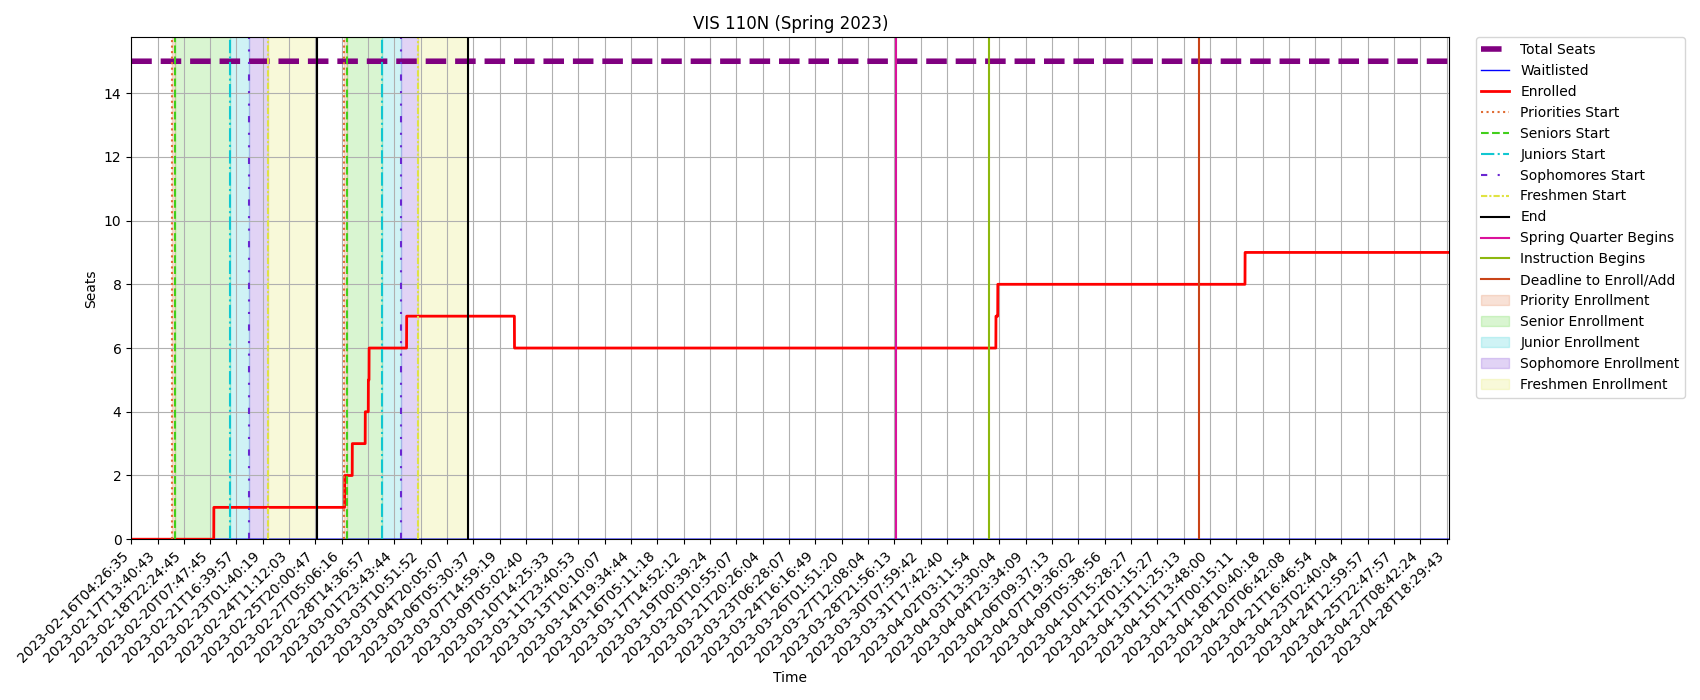 VIS 110N (Spring 2023)
Seats
14
12
10
8
6
4
2
0
2023-02-16T04:26:35
2023-02-17T13:40:43
2023-02-18T22:24:45
2023-02-20T07:47:45
2023-02-21T16:39:57
2023-02-23T01:40:19
2023-02-24T11:12:03
2023-02-25T20:00:47
2023-02-27T05:06:16
2023-02-28T14:36:57
2023-03-01T23:43:44
2023-03-03T10:51:52
2023-03-04T20:05:07
2023-03-06T05:30:37
2023-03-07T14:59:19
2023-03-09T05:02:40
2023-03-10T14:25:33
2023-03-11T23:40:53
2023-03-13T10:10:07
2023-03-14T19:34:44
2023-03-16T05:11:18
2023-03-17T14:52:12
2023-03-19T00:39:24
2023-03-20T10:55:07
2023-03-21T20:26:04
2023-03-23T06:28:07
2023-03-24T16:16:49
2023-03-26T01:51:20
2023-03-27T12:08:04
2023-03-28T21:56:13
2023-03-30T07:59:42
2023-03-31T17:42:40
2023-04-02T03:11:54
2023-04-03T13:30:04
2023-04-04T23:34:09
2023-04-06T09:37:13
2023-04-07T19:36:02
2023-04-09T05:38:56
2023-04-10T15:28:27
2023-04-12T01:15:27
2023-04-13T11:25:13
2023-04-15T13:48:00
2023-04-17T00:15:11
2023-04-18T10:40:18
2023-04-20T06:42:08
2023-04-21T16:46:54
2023-04-23T02:40:04
2023-04-24T12:59:57
2023-04-25T22:47:57
2023-04-27T08:42:24
2023-04-28T18:29:43
Time
Total Seats
Waitlisted
Enrolled
Priorities Start
Seniors Start
Juniors Start
Sophomores Start
Freshmen Start
End
Spring Quarter Begins
Instruction Begins
Deadline to Enroll/Add
Priority Enrollment
Senior Enrollment
Junior Enrollment
Sophomore Enrollment
Freshmen Enrollment